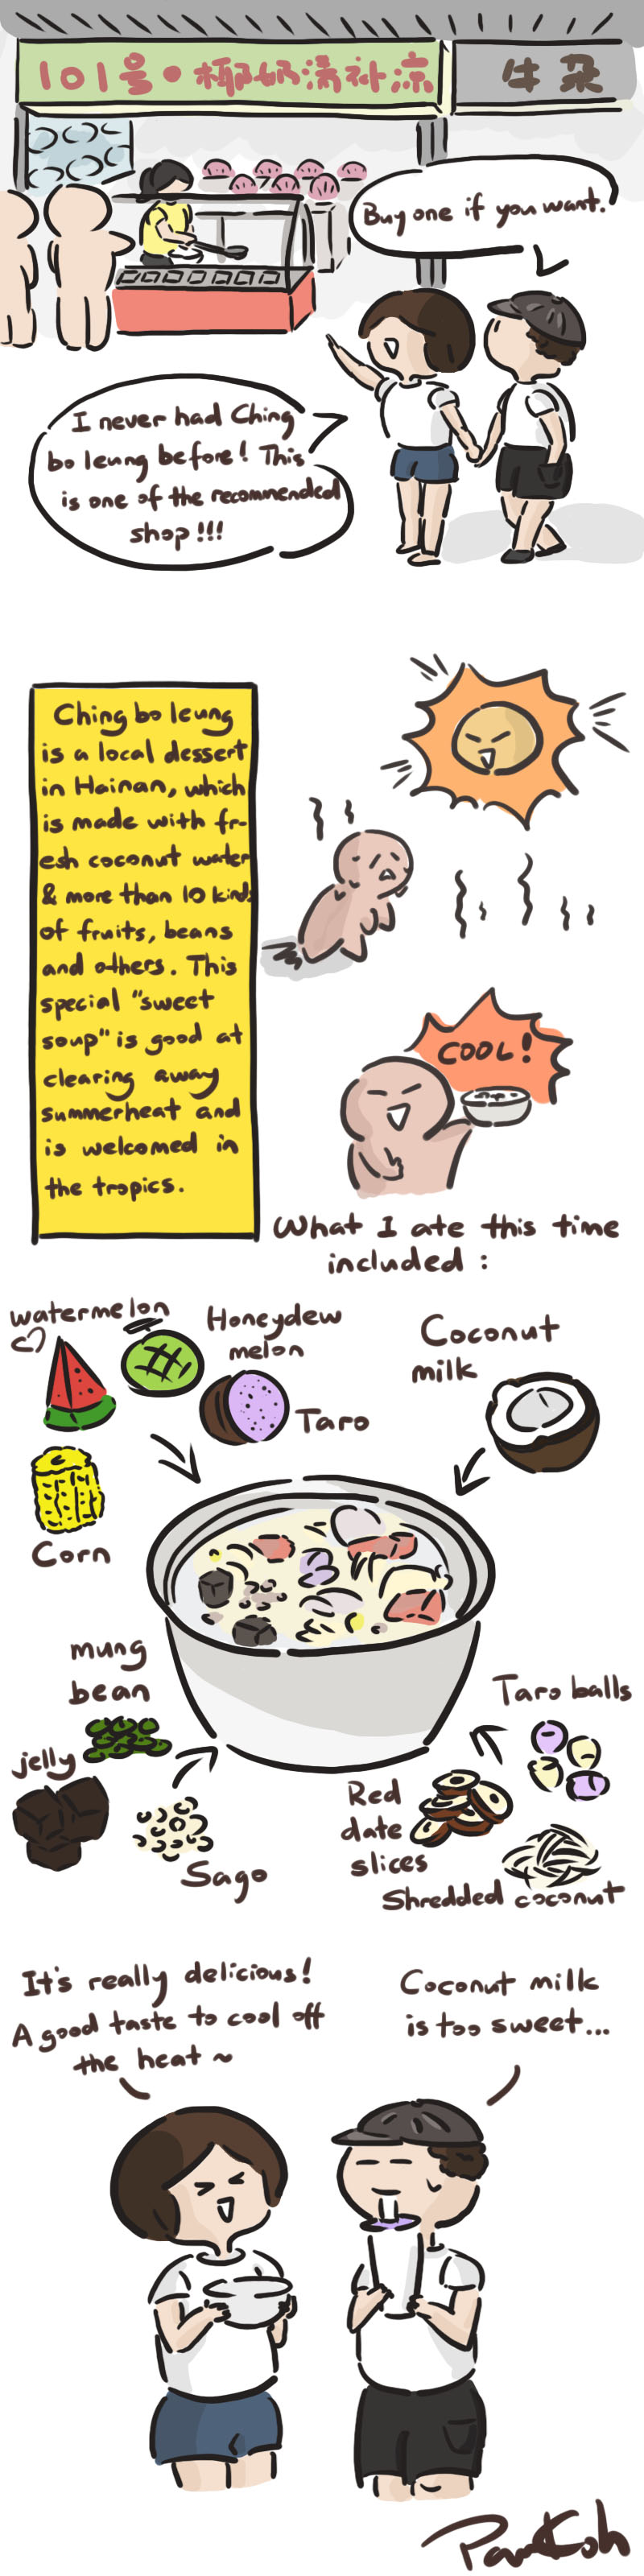 101号·椰奶清补凉
牛杂
Buy one if you want.
I never had Ching
bo leung before! This
is one of the recommended
shop!!!
Ching bo leung
is a local dessert
in Hainan, which
is made with fr-
esh coconut water
& more than 10 kinds
of fruits, beans
and others. This
special "sweet
soup" is good at
clearing away
summerheat and
is welcomed in
the tropics.
COOL!
What I ate this time
included:
watermelon
Honeydew
melon
Taro
Coconut
milk
Corn
mung
bean
jelly
Sago
Taro balls
Red
date
slices
Shredded coconut
It's really delicious!
A good taste to cool off
the heat ~
Coconut milk
is too sweet...